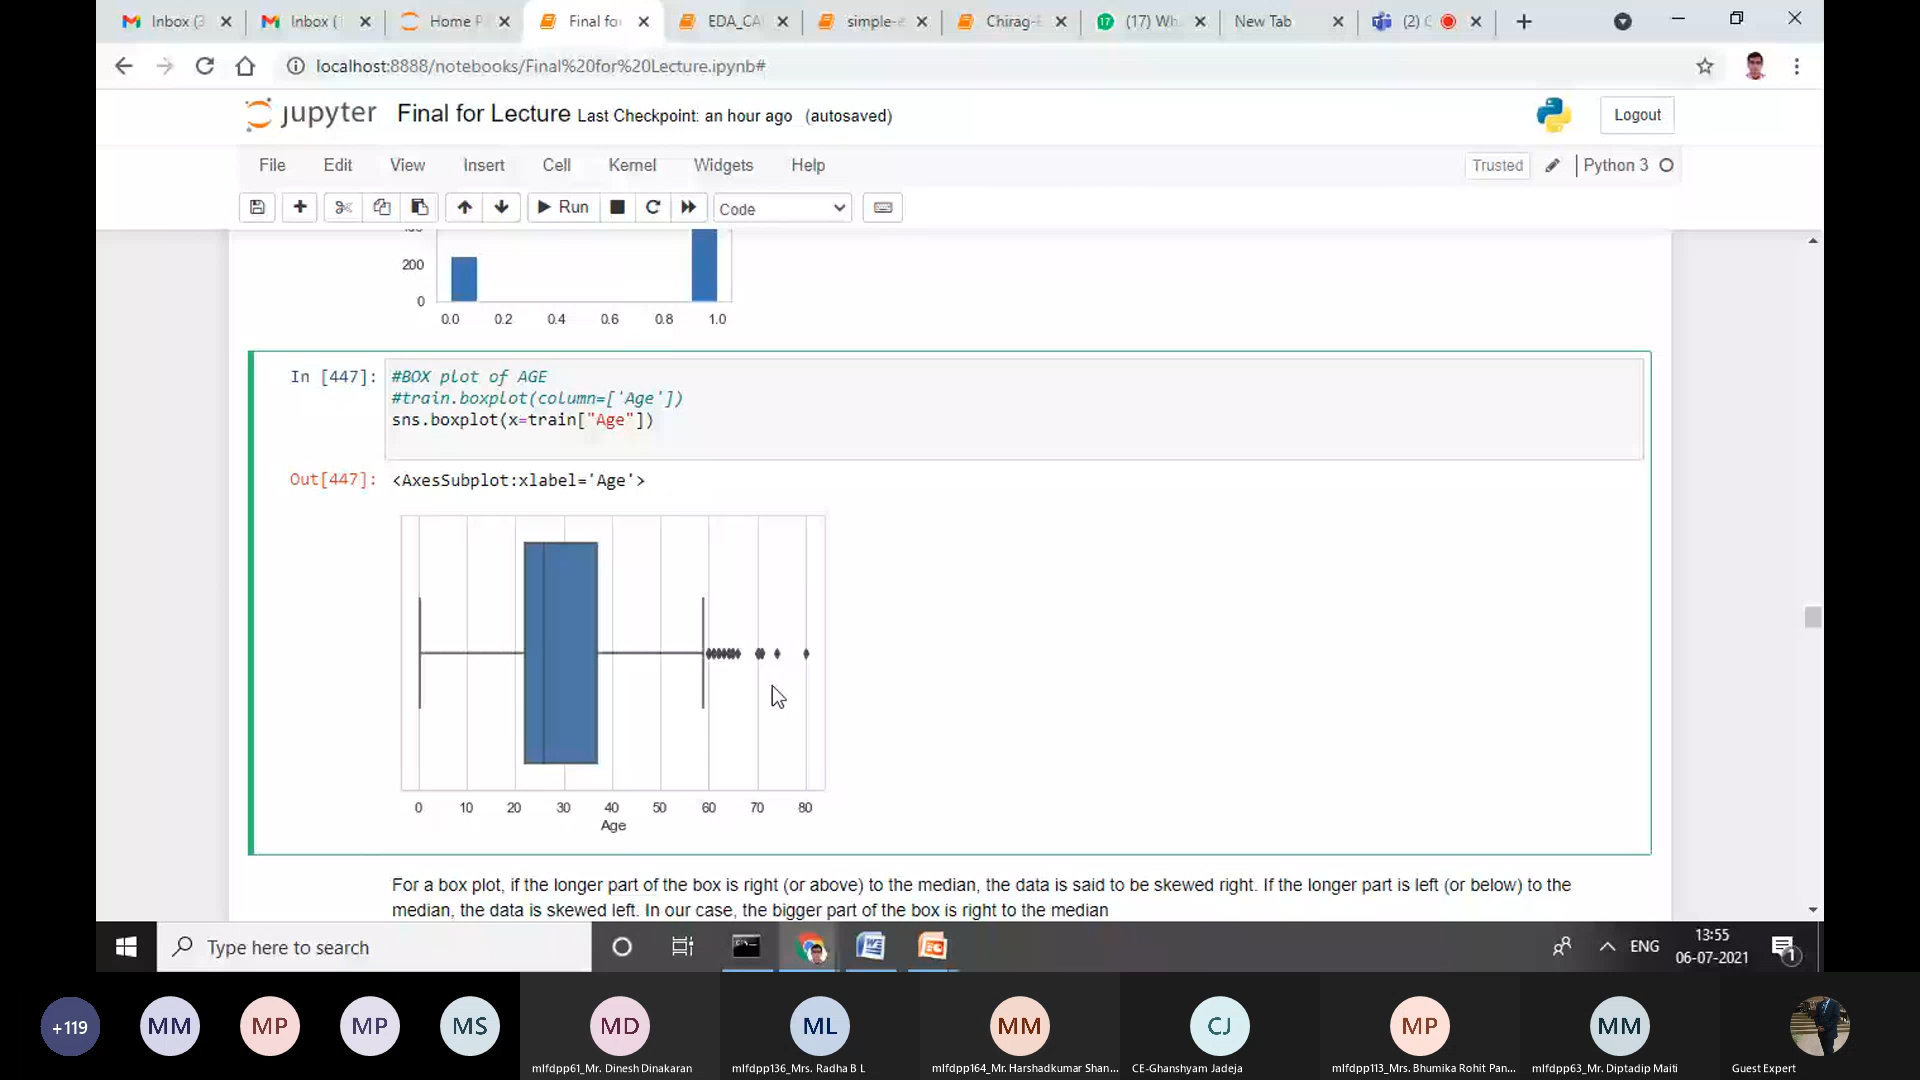 Inbox (3
Inbox (
Home P
Final fo
EDA_CA
simple-e
Chirag-
(17) Wh
New Tab
(2)
localhost:8888/notebooks/Final%20for%20Lecture.ipynb#
jupyter Final for Lecture Last Checkpoint: an hour ago (autosaved)
Logout
File Edit View Insert Cell Kernel Widgets Help
Trusted Python 3
Run Code
200
0
0.0 0.2 0.4 0.6 0.8 1.0
In [447]: #BOX plot of AGE
#train.boxplot(column=['Age'])
sns.boxplot(x=train["Age"])
Out[447]: <AxesSubplot:xlabel='Age'>
0 10 20 30 40 50 60 70 80
Age
For a box plot, if the longer part of the box is right (or above) to the median, the data is said to be skewed right. If the longer part is left (or below) to the
median, the data is skewed left. In our case, the bigger part of the box is right to the median
Type here to search
ENG
13:55
06-07-2021
1
+119 MM MP MP MS MD ML MM CJ MP MM
mlfdpp61_Mr. Dinesh Dinakaran
mlfdpp136_Mrs. Radha B L
mlfdpp164_Mr. Harshadkumar Shan...
CE-Ghanshyam Jadeja
mlfdpp113_Mrs. Bhumika Rohit Pan...
mlfdpp63_Mr. Diptadip Maiti
Guest Expert